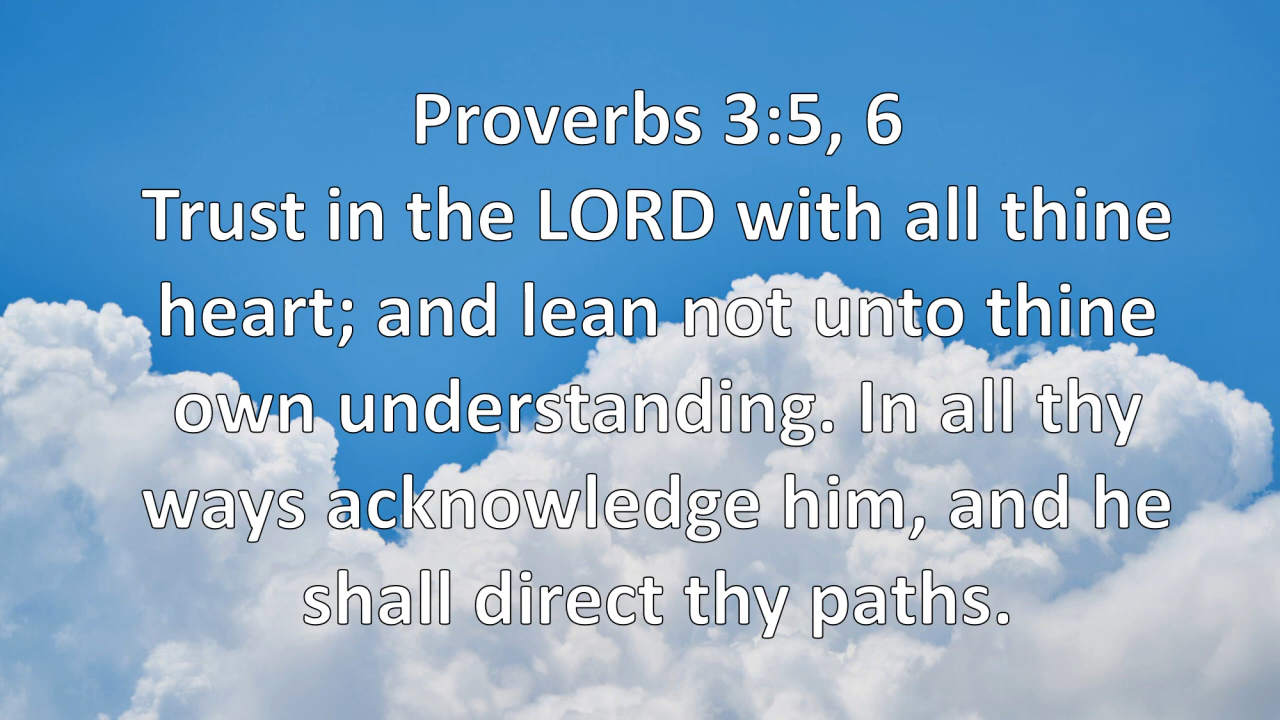 Proverbs 3:5, 6
Trust in the LORD with all thine
heart; and lean not unto thine
own understanding. In all thy
ways acknowledge him, and he
shall direct thy paths.